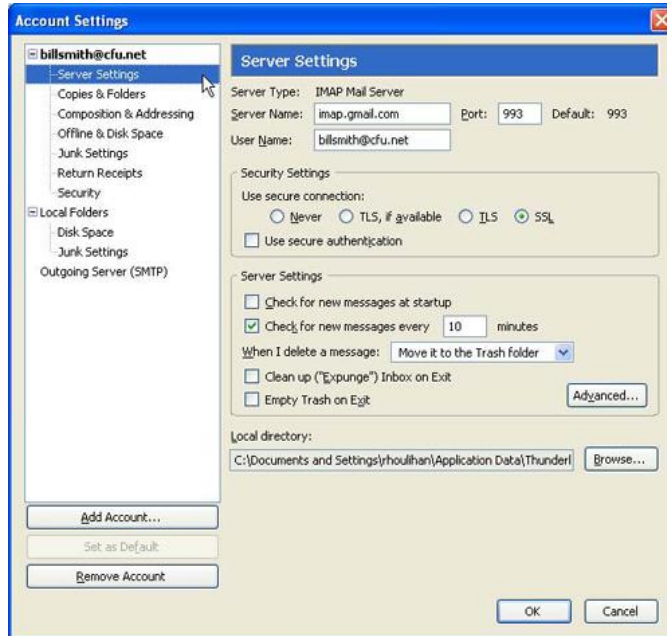 Account Settings
billsmith@cfu.net
Server Settings
Copies & Folders
Composition & Addressing
Offline & Disk Space
Junk Settings
Return Receipts
Security
Local Folders
Disk Space
Junk Settings
Outgoing Server (SMTP)
Add Account...
Set as Default
Remove Account
Server Settings
Server Type: IMAP Mail Server
Server Name: imap.gmail.com Port: 993 Default: 993
User Name: billsmith@cfu.net
Security Settings
Use secure connection:
Never TLS, if available TLS SSL
Use secure authentication
Server Settings
Check for new messages at startup
Check for new messages every 10 minutes
When I delete a message: Move it to the Trash folder
Clean up ("Expunge") Inbox on Exit
Empty Trash on Exit
Advanced...
Local directory:
C:\Documents and Settings\rhoulihan\Application Data\Thunderl Browse...
OK Cancel